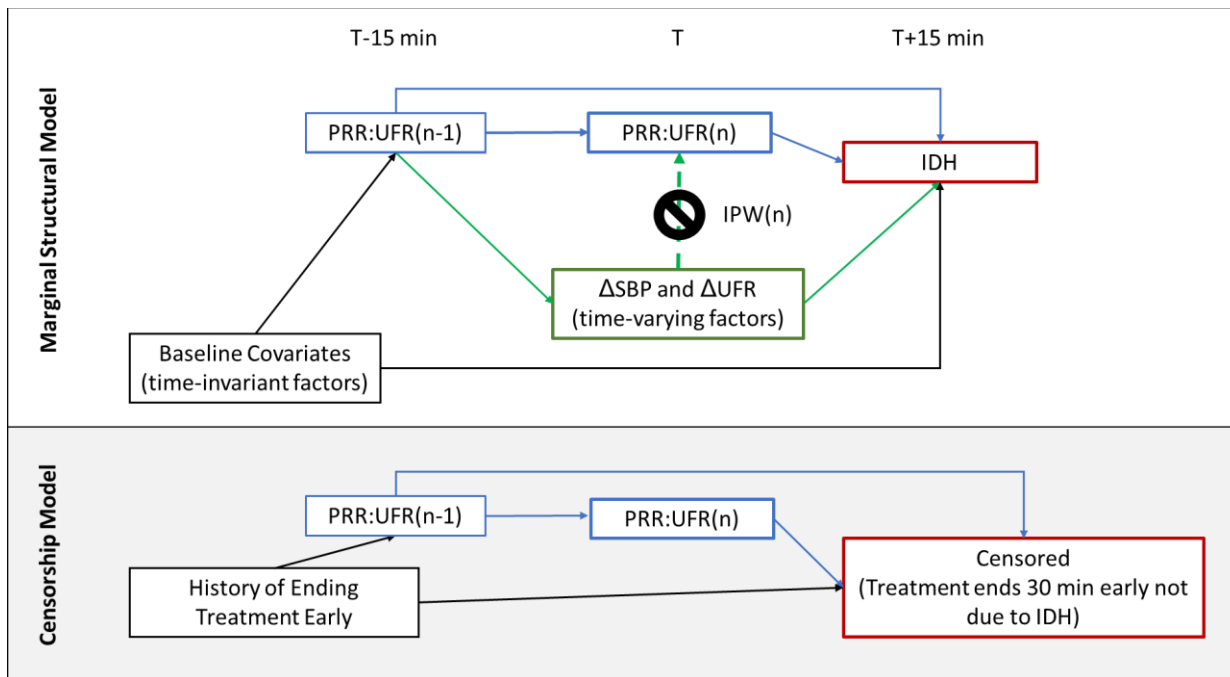 T-15 min
T
T+15 min
Marginal Structural Model
PRR:UFR(n-1)
PRR:UFR(n)
IDH
IPW(n)
ΔSBP and ΔUFR
(time-varying factors)
Baseline Covariates
(time-invariant factors)
Censorship Model
PRR:UFR(n-1)
PRR:UFR(n)
History of Ending
Treatment Early
Censored
(Treatment ends 30 min early not
due to IDH)